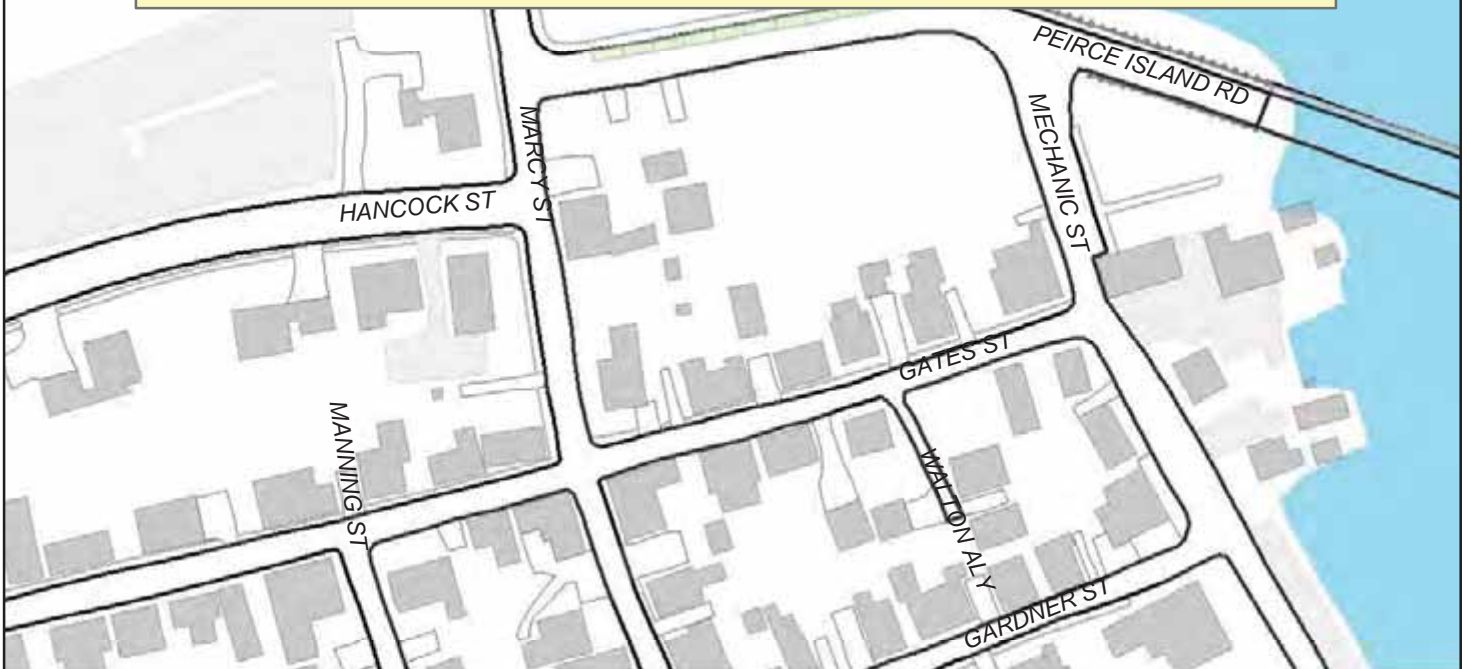 PEIRCE ISLAND RD
MECHANIC ST
MARCY ST
HANCOCK ST
GATES ST
MANNING ST
WALTON ALY
GARDNER ST